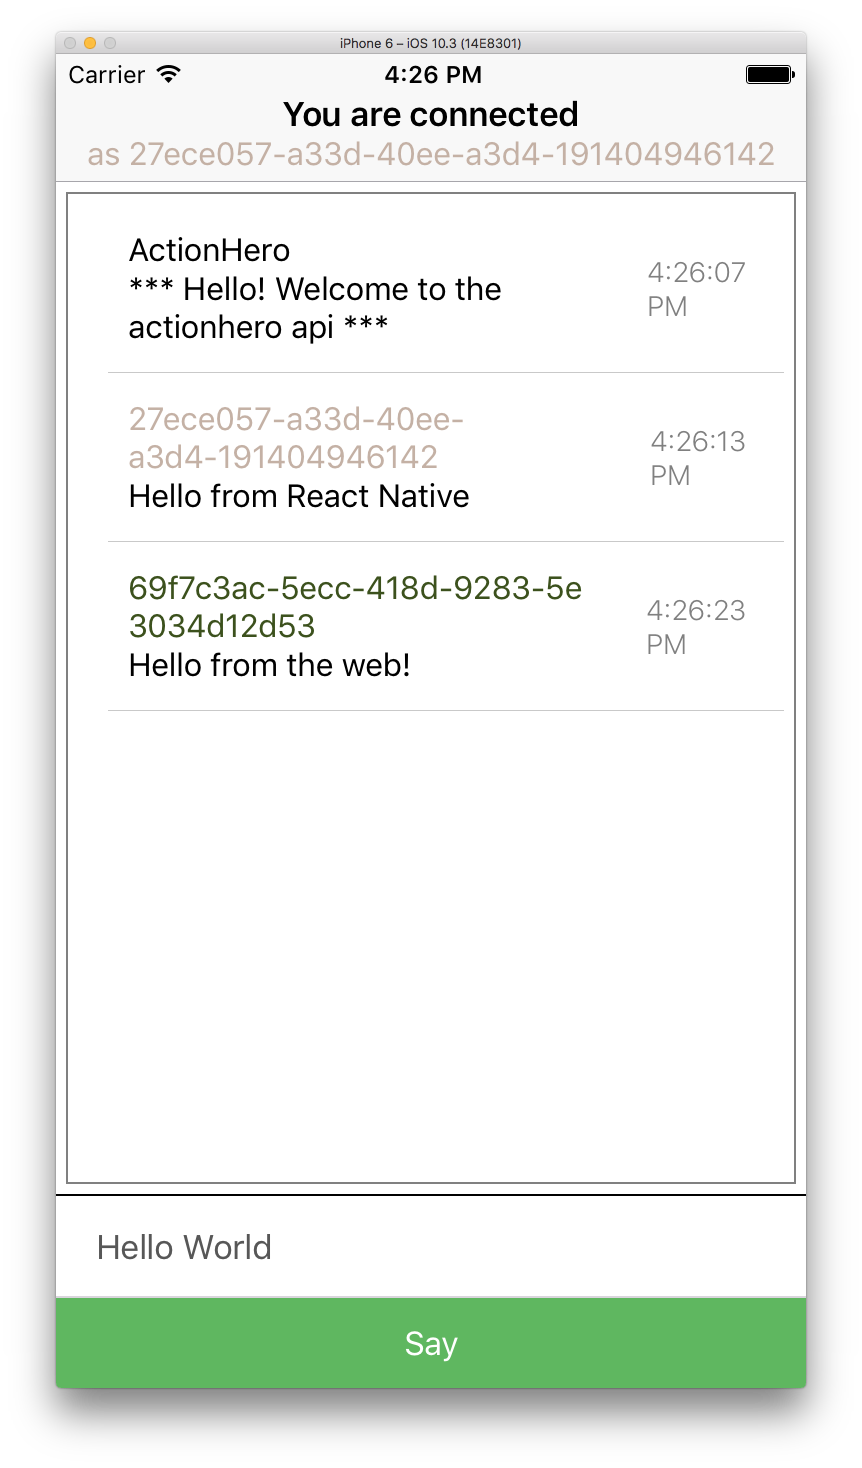 iPhone 6 – iOS 10.3 (14E8301)
Carrier 4:26 PM
You are connected
as 27ece057-a33d-40ee-a3d4-191404946142
ActionHero
*** Hello! Welcome to the
actionhero api ***
4:26:07
PM
27ece057-a33d-40ee-
a3d4-191404946142
Hello from React Native
4:26:13
PM
69f7c3ac-5ecc-418d-9283-5e
3034d12d53
Hello from the web!
4:26:23
PM
Hello World
Say